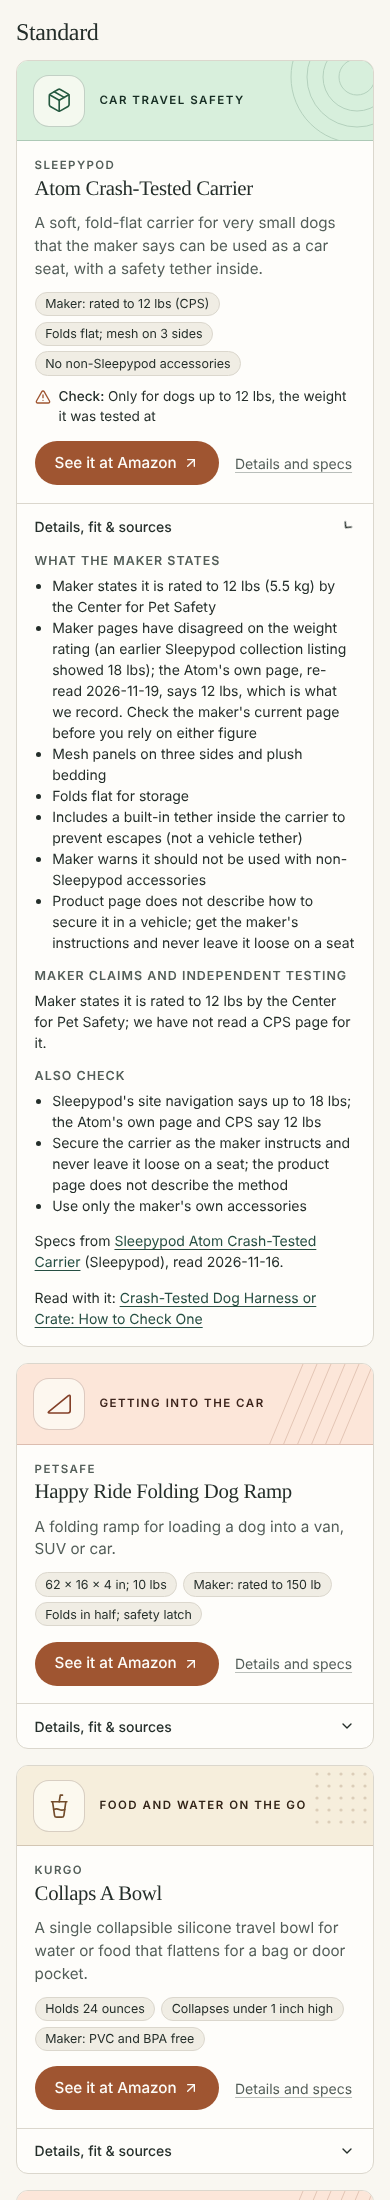 Standard
CAR TRAVEL SAFETY
SLEEPYPOD
Atom Crash-Tested Carrier
A soft, fold-flat carrier for very small dogs
that the maker says can be used as a car
seat, with a safety tether inside.
Maker: rated to 12 lbs (CPS)
Folds flat; mesh on 3 sides
No non-Sleepypod accessories
Check: Only for dogs up to 12 lbs, the weight
it was tested at
See it at Amazon
Details and specs
Details, fit & sources
WHAT THE MAKER STATES
• Maker states it is rated to 12 lbs (5.5 kg) by
the Center for Pet Safety
• Maker pages have disagreed on the weight
rating (an earlier Sleepypod collection listing
showed 18 lbs); the Atom's own page, re-
read 2026-11-19, says 12 lbs, which is what
we record. Check the maker's current page
before you rely on either figure
• Mesh panels on three sides and plush
bedding
• Folds flat for storage
• Includes a built-in tether inside the carrier to
prevent escapes (not a vehicle tether)
• Maker warns it should not be used with non-
Sleepypod accessories
• Product page does not describe how to
secure it in a vehicle; get the maker's
instructions and never leave it loose on a seat
MAKER CLAIMS AND INDEPENDENT TESTING
Maker states it is rated to 12 lbs by the Center
for Pet Safety; we have not read a CPS page for
it.
ALSO CHECK
• Sleepypod's site navigation says up to 18 lbs;
the Atom's own page and CPS say 12 lbs
• Secure the carrier as the maker instructs and
never leave it loose on a seat; the product
page does not describe the method
• Use only the maker's own accessories
Specs from Sleepypod Atom Crash-Tested
Carrier (Sleepypod), read 2026-11-16.
Read with it: Crash-Tested Dog Harness or
Crate: How to Check One
GETTING INTO THE CAR
PETSAFE
Happy Ride Folding Dog Ramp
A folding ramp for loading a dog into a van,
SUV or car.
62 × 16 × 4 in; 10 lbs
Maker: rated to 150 lb
Folds in half; safety latch
See it at Amazon
Details and specs
Details, fit & sources
FOOD AND WATER ON THE GO
KURGO
Collaps A Bowl
A single collapsible silicone travel bowl for
water or food that flattens for a bag or door
pocket.
Holds 24 ounces
Collapses under 1 inch high
Maker: PVC and BPA free
See it at Amazon
Details and specs
Details, fit & sources